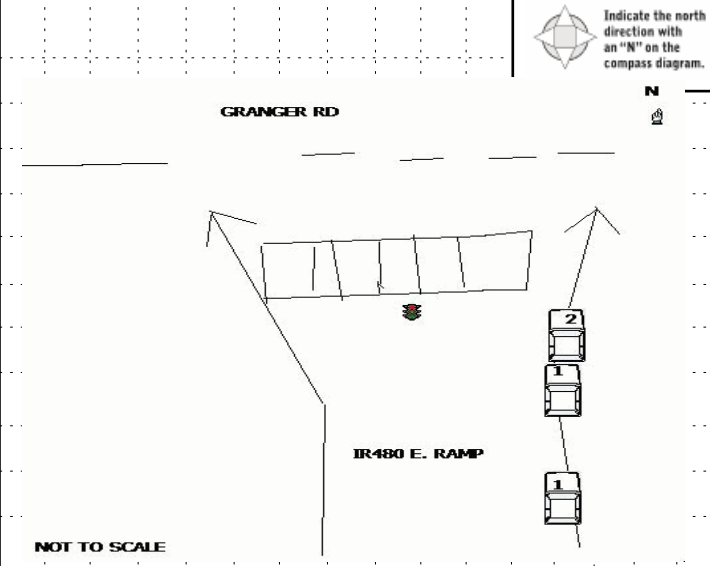 Indicate the north
direction with
an "N" on the
compass diagram.
N
GRANGER RD
2
1
IR480 E. RAMP
1
NOT TO SCALE